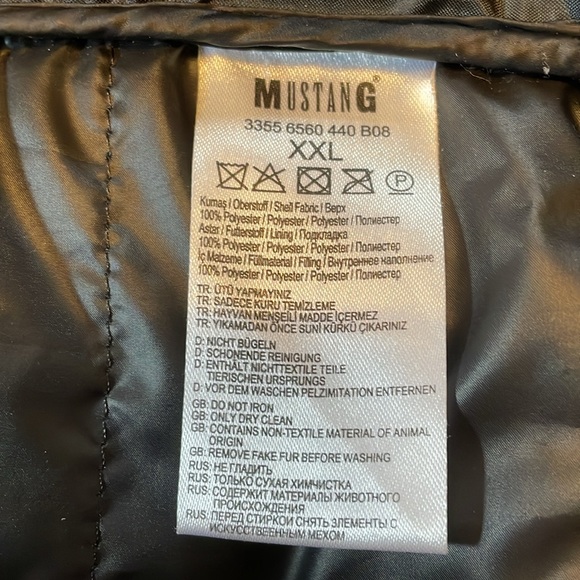 MUSTANG®
3355 6560 440 B08
XXL
P
Kumaş / Oberstoff / Shell Fabric / Верх
100% Polyester / Polyester / Polyester / Полиестер
Astar / Futterstoff / Lining / Подкладка
100% Polyester / Polyester / Polyester / Полиестер
İç Malzeme / Füllmaterial / Filling / Внутреннее наполнение
100% Polyester / Polyester / Polyester / Полиестер
TR: ÜTÜ YAPMAYINIZ
TR: SADECE KURU TEMİZLEME
TR: HAYVAN MENSEİLİ MADDE İÇERMEZ
TR: YIKAMADAN ÖNCE SUNİ KÜRKÜ ÇIKARINIZ
D: NICHT BÜGELN
D: SCHONENDE REINIGUNG
D: ENTHÄLT NICHTTEXTILE TEILE
TIERISCHEN URSPRUNGS
D: VOR DEM WASCHEN PELZIMITATION ENTFERNEN
GB: DO NOT IRON
GB: ONLY DRY CLEAN
GB: CONTAINS NON-TEXTILE MATERIAL OF ANIMAL
ORIGIN
GB: REMOVE FAKE FUR BEFORE WASHING
RUS: НЕ ГЛАДИТЬ
RUS: ТОЛЬКО СУХАЯ ХИМЧИСТКА
RUS: СОДЕРЖИТ МАТЕРИАЛЫ ЖИВОТНОГО
ПРОИСХОЖДЕНИЯ
RUS: ПЕРЕД СТИРКОЙ СНЯТЬ ЭЛЕМЕНТЫ С
ИСКУССТВЕННЫМ МЕХОМ